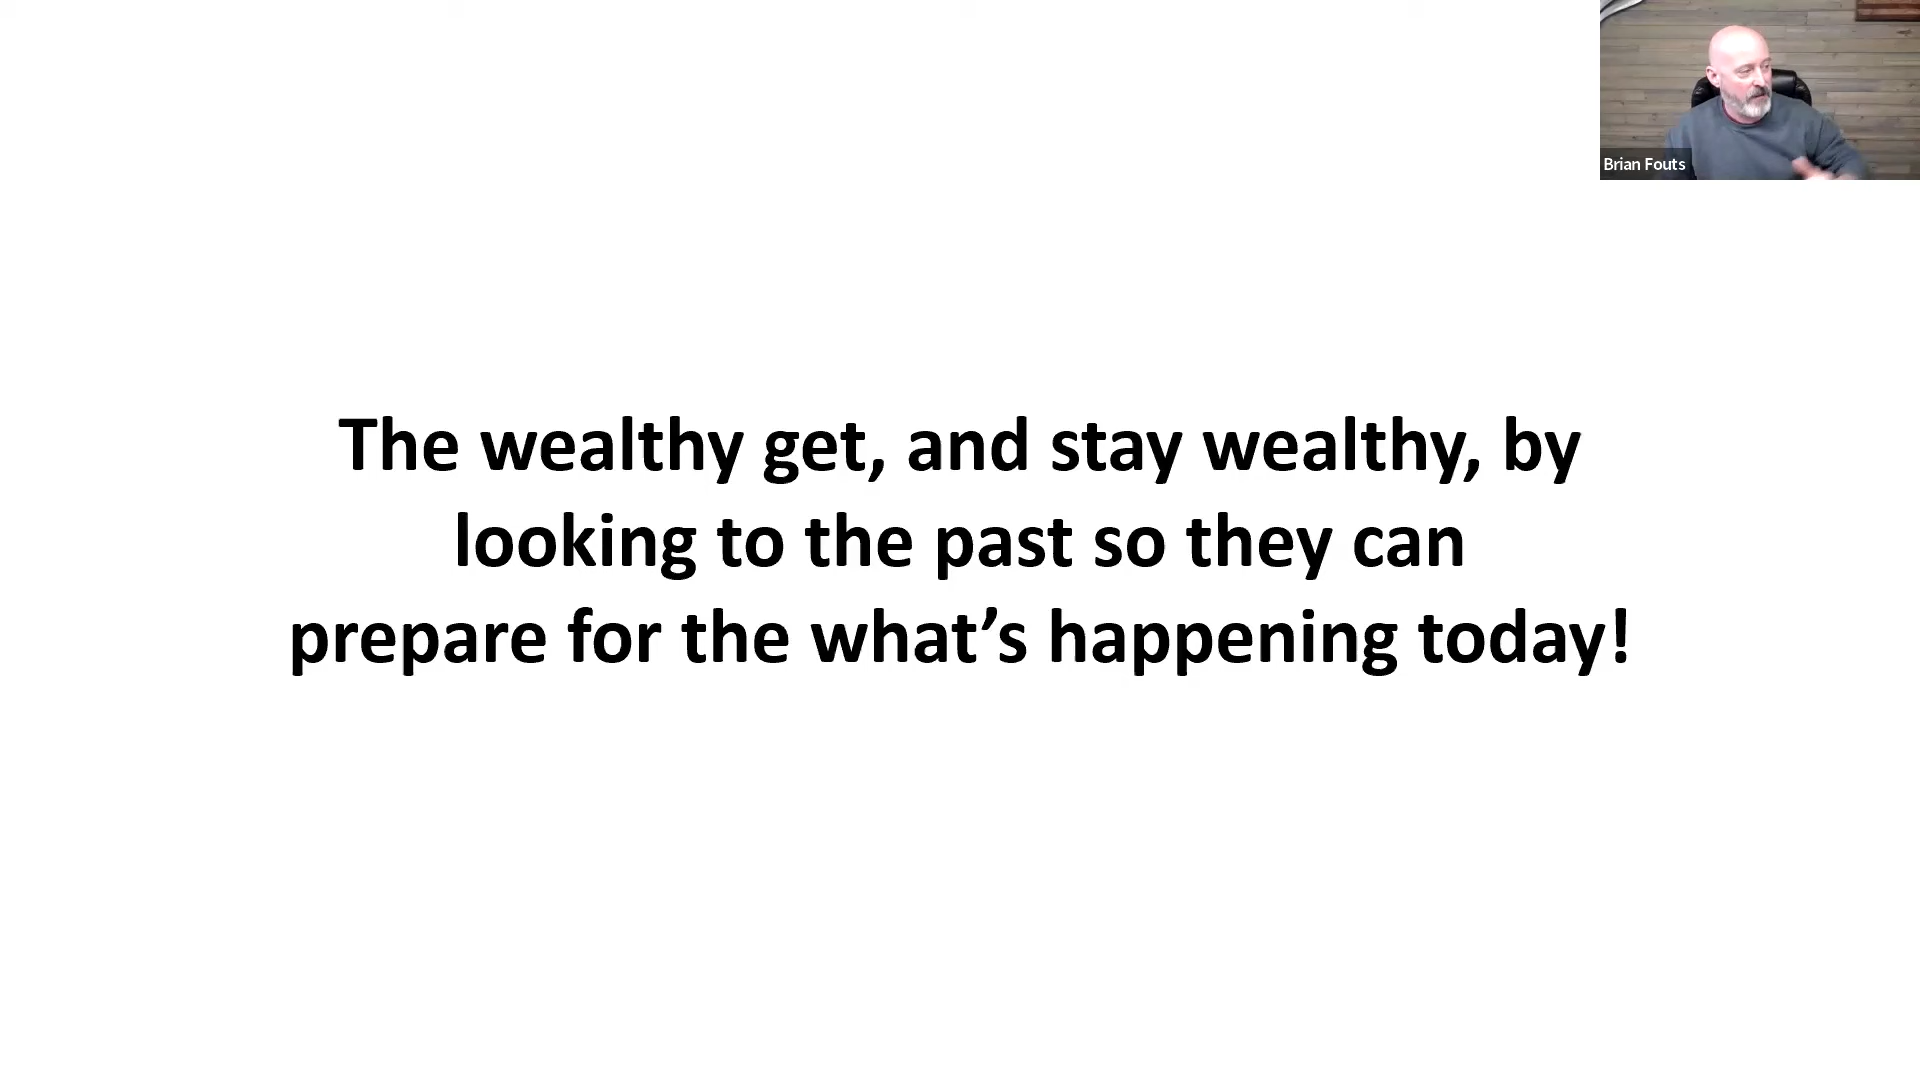 Brian Fouts
The wealthy get, and stay wealthy, by
looking to the past so they can
prepare for the what’s happening today!